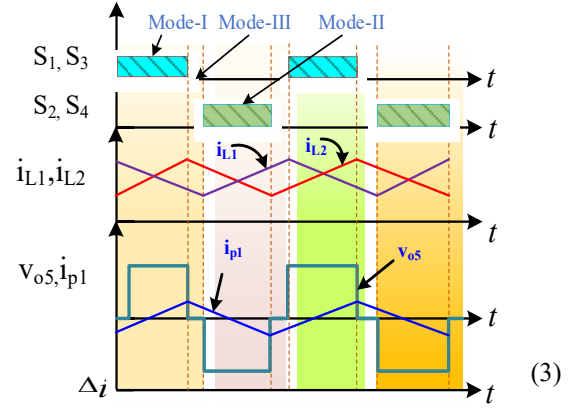 Mode-I Mode-III Mode-II
S1, S3
t
S2, S4
t
iL1 iL2
iL1,iL2
t
ip1 vo5
vo5,ip1
t
Δi
t
(3)